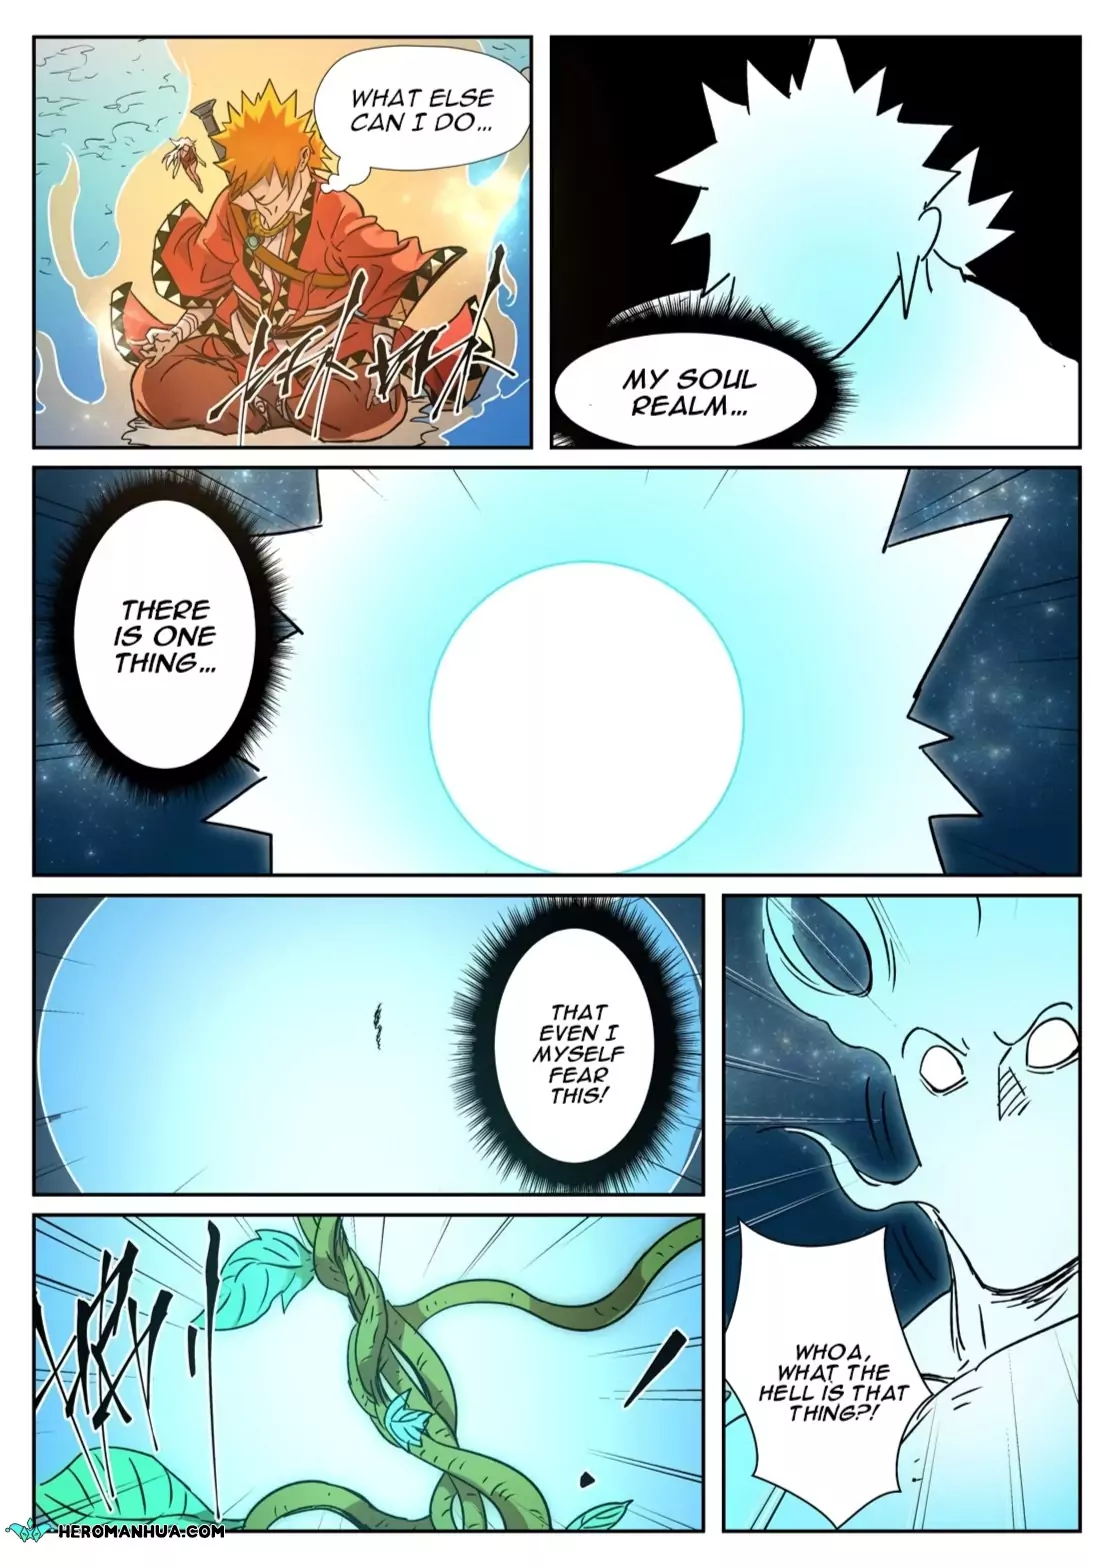 WHAT ELSE
CAN I DO...
MY SOUL
REALM...
THERE
IS ONE
THING...
THAT
EVEN I
MYSELF
FEAR
THIS!
WHOA,
WHAT THE
HELL IS THAT
THING?!
HEROMANHUA.COM